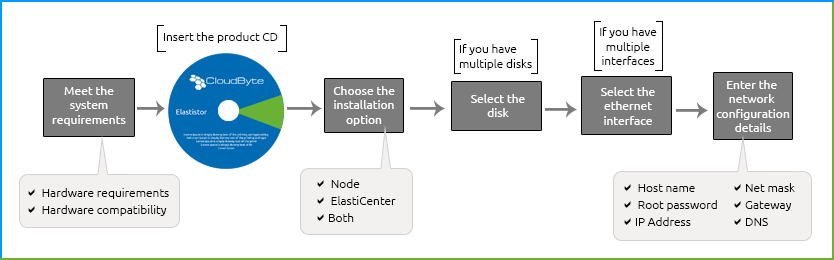 Insert the product CD
If you have
multiple disks
If you have
multiple
interfaces
Meet the
system
requirements
CloudByte
Elastistor
Choose the
installation
option
Select the
disk
Select the
ethernet
interface
Enter the
network
configuration
details
Hardware requirements
Hardware compatibility
Node
ElastiCenter
Both
Host name
Root password
IP Address
Net mask
Gateway
DNS